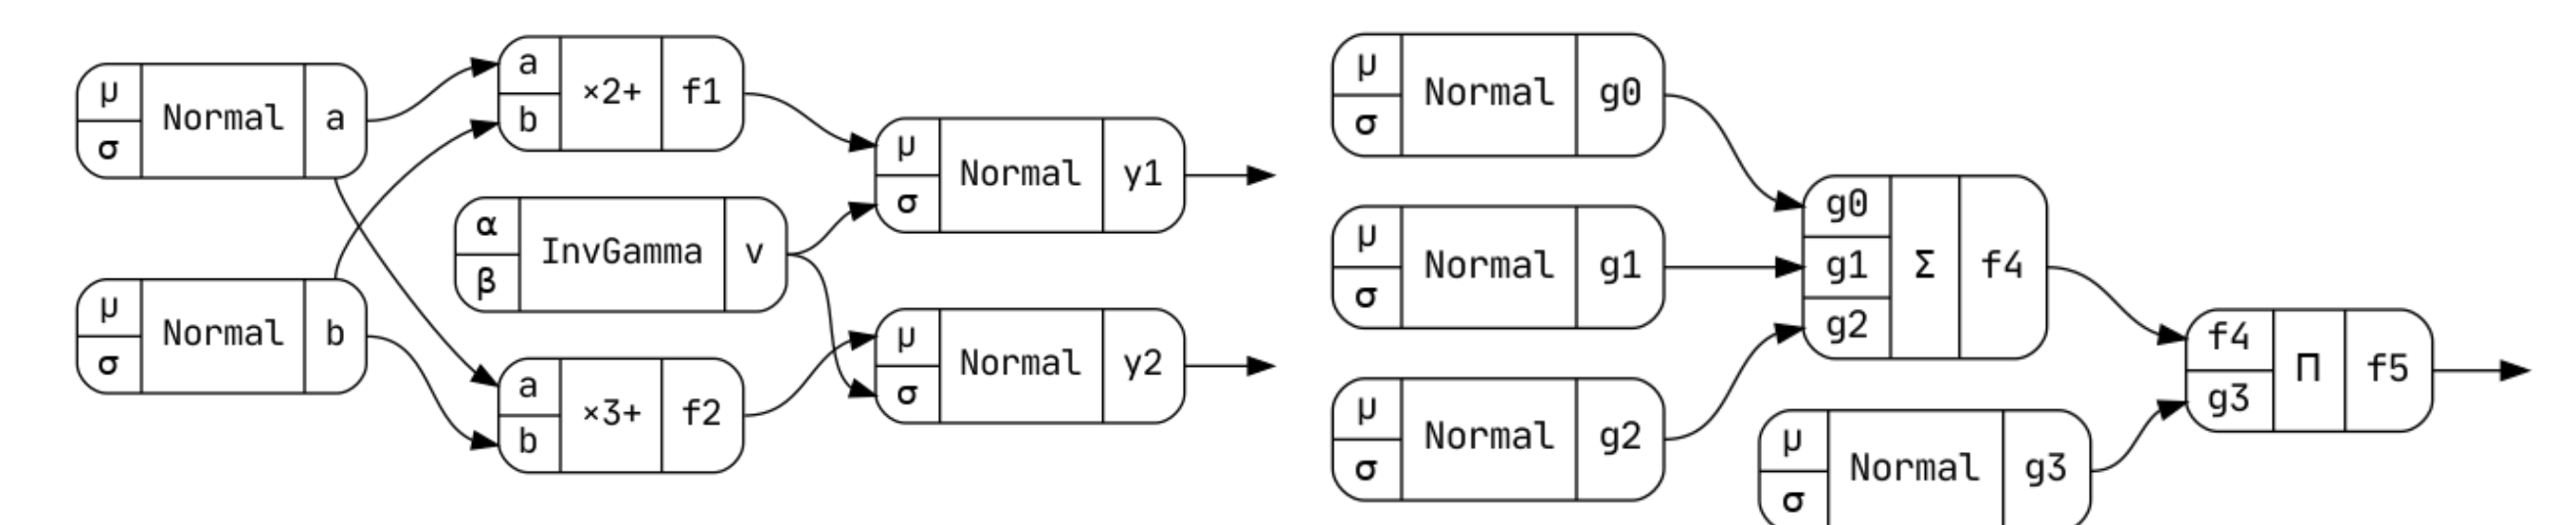 μ
σ
Normal
a
μ
σ
Normal
b
a
b
×2+
f1
α
β
InvGamma
v
a
b
×3+
f2
μ
σ
Normal
y1
μ
σ
Normal
y2
μ
σ
Normal
g0
μ
σ
Normal
g1
μ
σ
Normal
g2
g0
g1
g2
Σ
f4
μ
σ
Normal
g3
f4
g3
Π
f5